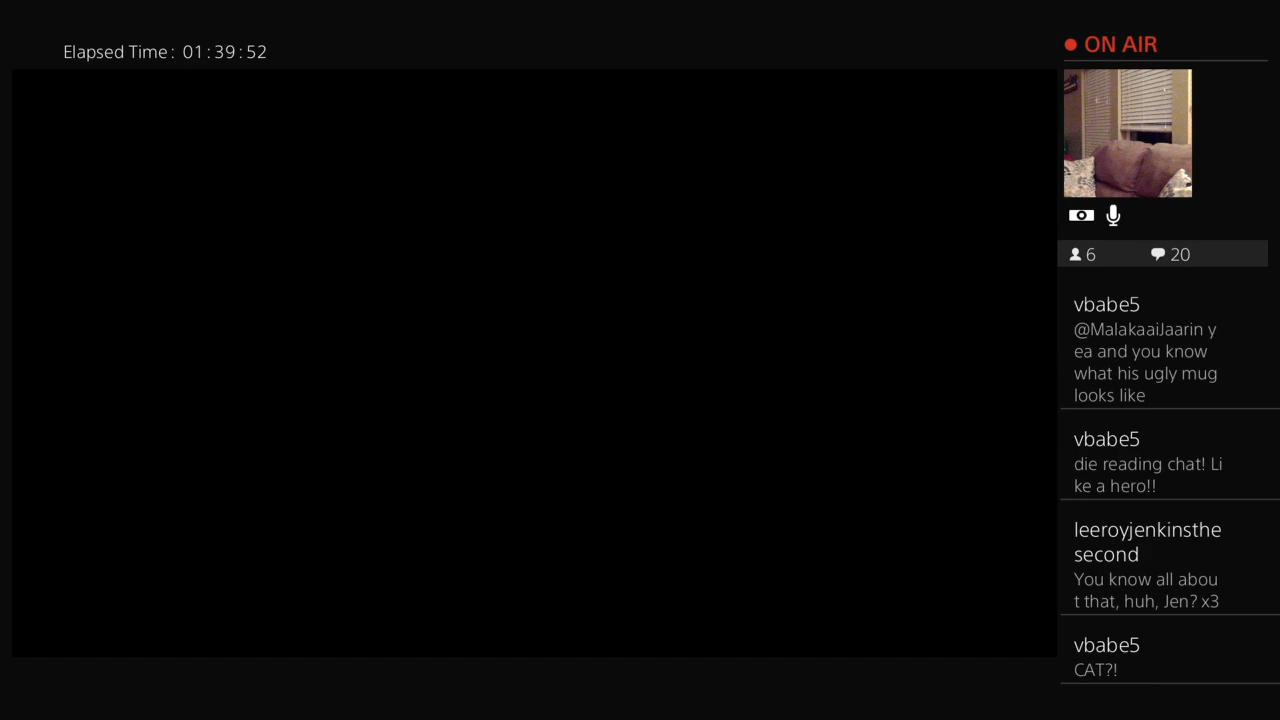 Elapsed Time: 01:39:52
ON AIR
6 20
vbabe5
@MalakaaiJaarin y
ea and you know
what his ugly mug
looks like
vbabe5
die reading chat! Li
ke a hero!!
leeroyjenkinsthe
second
You know all abou
t that, huh, Jen? x3
vbabe5
CAT?!